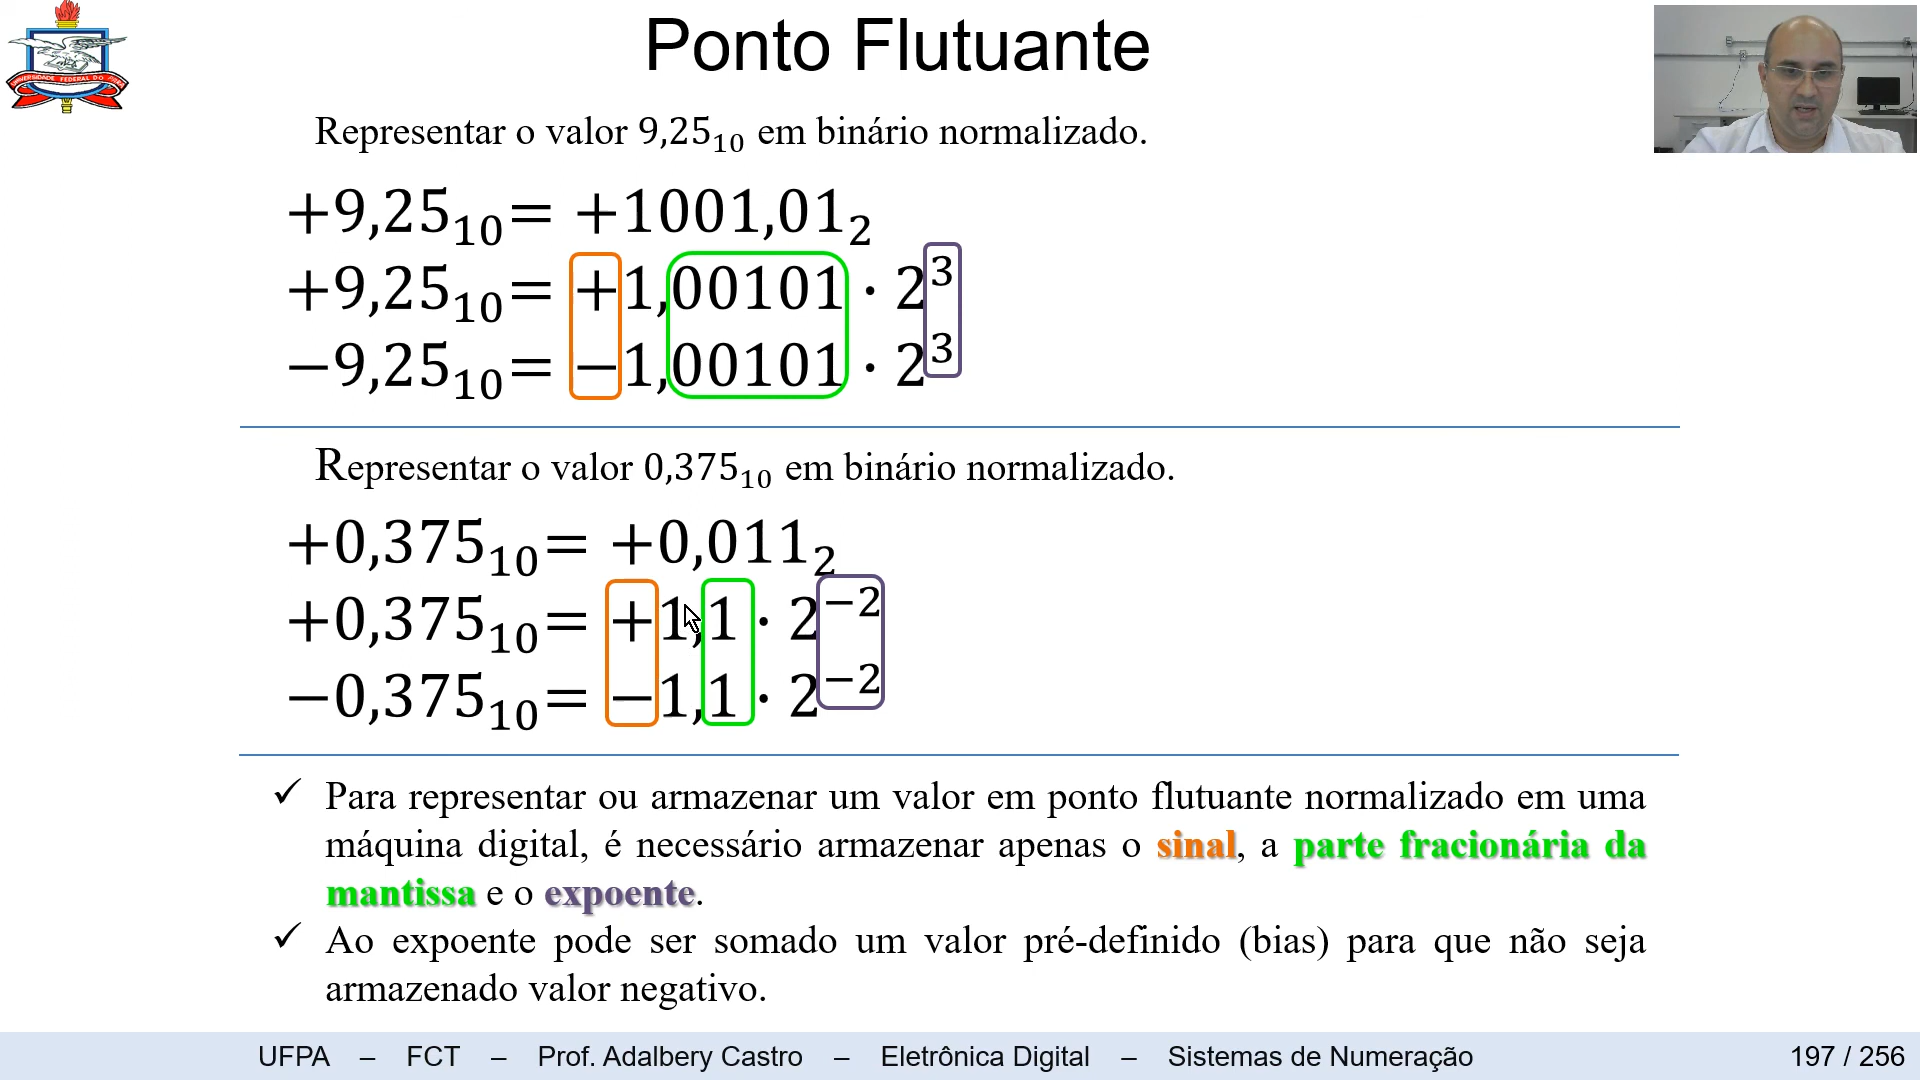 Ponto Flutuante
UNIVERSIDADE FEDERAL DO PARÁ
Representar o valor 9,25₁₀ em binário normalizado.
+9,25₁₀= +1001,01₂
+9,25₁₀= +1,00101 · 2³
−9,25₁₀= −1,00101 · 2³
Representar o valor 0,375₁₀ em binário normalizado.
+0,375₁₀= +0,011₂
+0,375₁₀= +1,1 · 2⁻²
−0,375₁₀= −1,1 · 2⁻²
✓ Para representar ou armazenar um valor em ponto flutuante normalizado em uma
máquina digital, é necessário armazenar apenas o sinal, a parte fracionária da
mantissa e o expoente.
✓ Ao expoente pode ser somado um valor pré-definido (bias) para que não seja
armazenado valor negativo.
UFPA – FCT – Prof. Adalbery Castro – Eletrônica Digital – Sistemas de Numeração 197 / 256